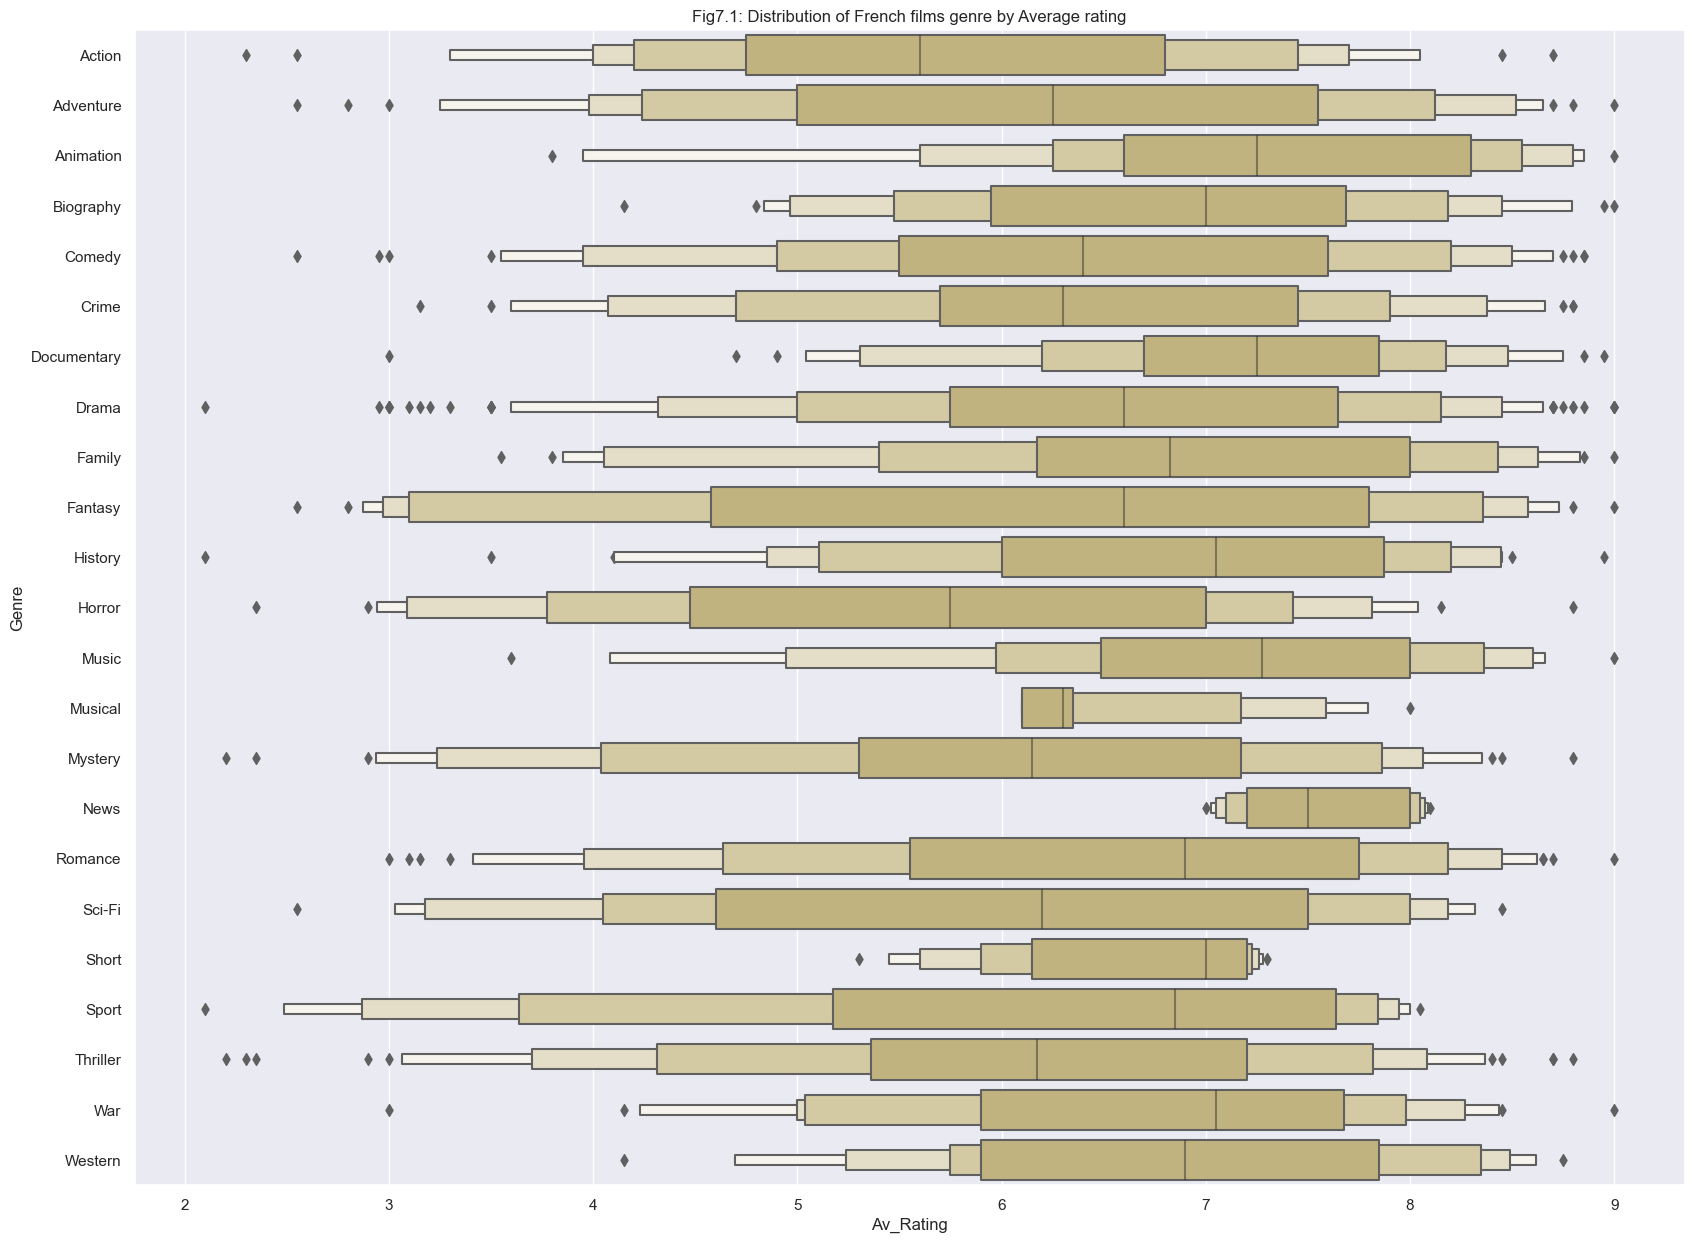 Fig7.1: Distribution of French films genre by Average rating
Genre
Action
Adventure
Animation
Biography
Comedy
Crime
Documentary
Drama
Family
Fantasy
History
Horror
Music
Musical
Mystery
News
Romance
Sci-Fi
Short
Sport
Thriller
War
Western
2 3 4 5 6 7 8 9
Av_Rating